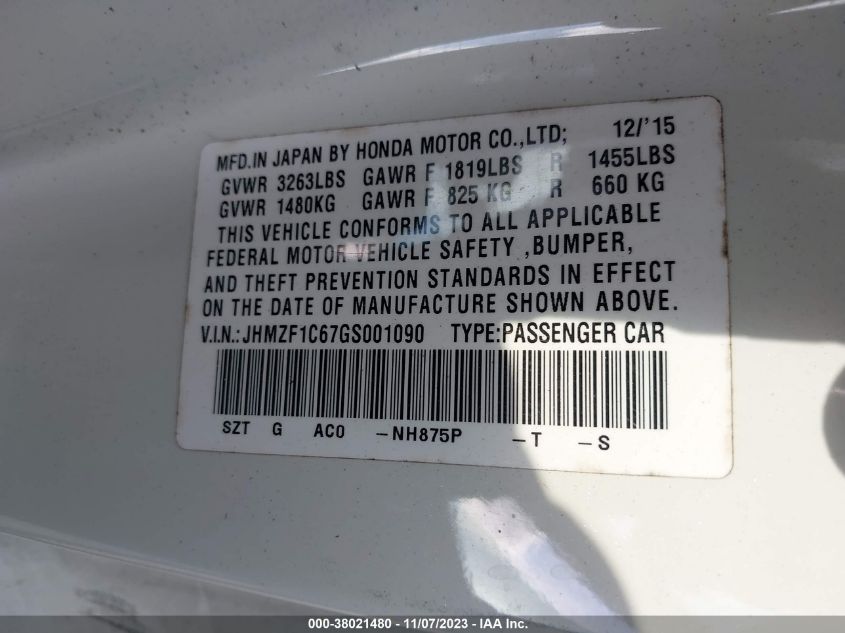 MFD.IN JAPAN BY HONDA MOTOR CO.,LTD; 12/'15
GVWR 3263LBS GAWR F 1819LBS R 1455LBS
GVWR 1480KG GAWR F 825 KG R 660 KG
THIS VEHICLE CONFORMS TO ALL APPLICABLE
FEDERAL MOTOR VEHICLE SAFETY ,BUMPER,
AND THEFT PREVENTION STANDARDS IN EFFECT
ON THE DATE OF MANUFACTURE SHOWN ABOVE.
V.I.N.:JHMZF1C67GS001090 TYPE:PASSENGER CAR
SZT G AC0 -NH875P -T -S
000-38021480 - 11/07/2023 - IAAI.com